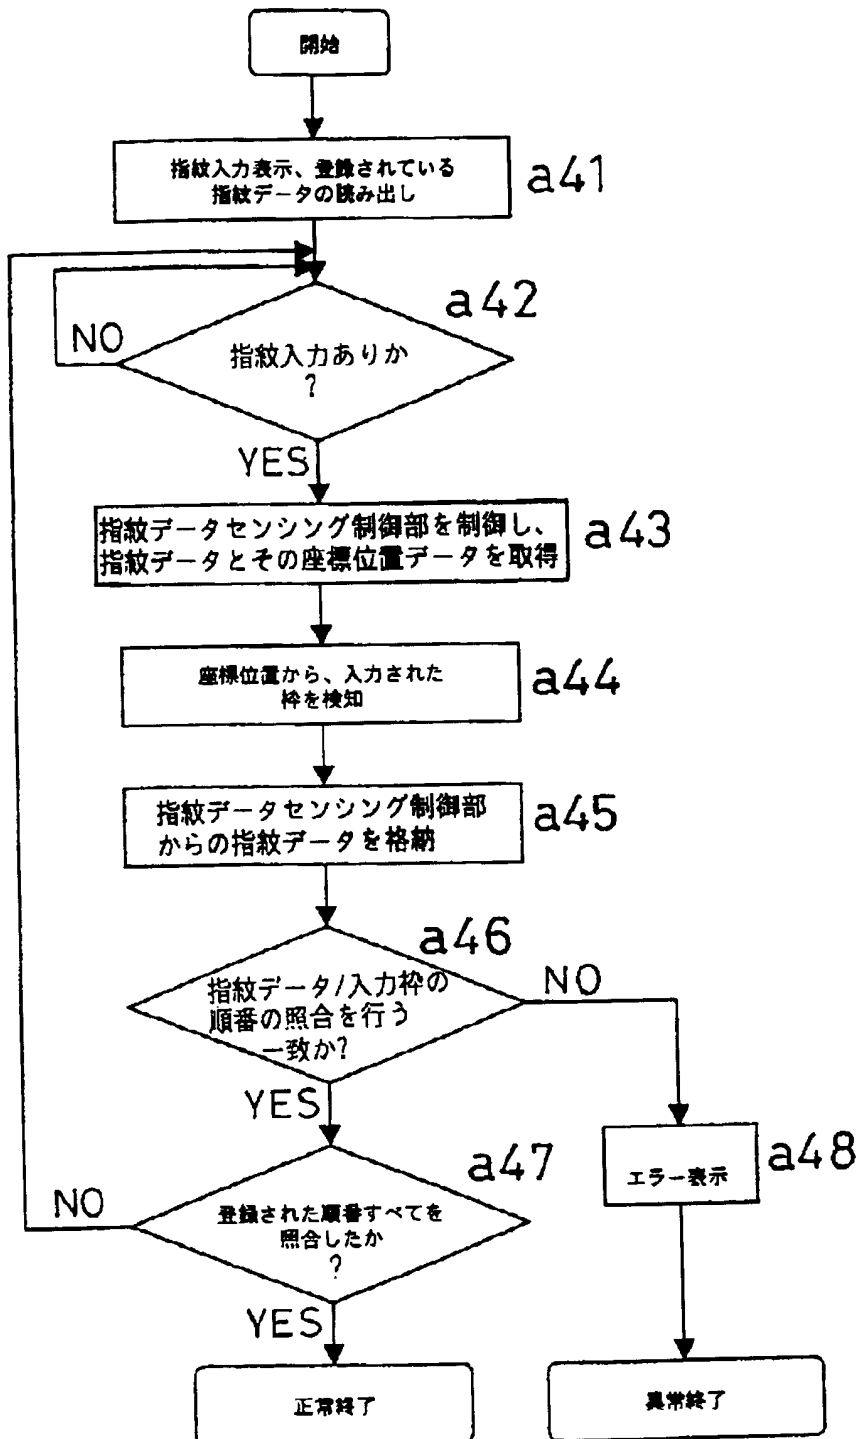 開始
指紋入力表示、登録されている
指紋データの読み出し
a41
a42
NO
指紋入力ありか
?
YES
指紋データセンシング制御部を制御し、
指紋データとその座標位置データを取得
a43
座標位置から、入力された
枠を検知
a44
指紋データセンシング制御部
からの指紋データを格納
a45
a46
指紋データ/入力枠の
順番の照合を行う
一致か?
NO
YES
a47
NO
登録された順番すべてを
照合したか
?
エラー表示
a48
YES
正常終了
異常終了